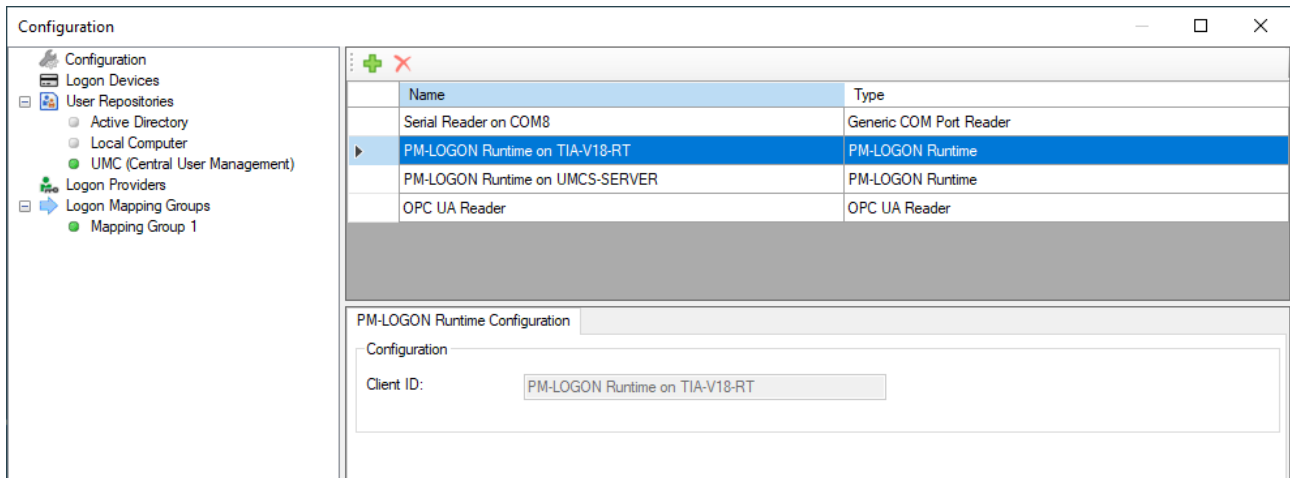 Configuration
Configuration
Logon Devices
User Repositories
Active Directory
Local Computer
UMC (Central User Management)
Logon Providers
Logon Mapping Groups
Mapping Group 1
Name Type
Serial Reader on COM8 Generic COM Port Reader
PM-LOGON Runtime on TIA-V18-RT PM-LOGON Runtime
PM-LOGON Runtime on UMCS-SERVER PM-LOGON Runtime
OPC UA Reader OPC UA Reader
PM-LOGON Runtime Configuration
Configuration
Client ID: PM-LOGON Runtime on TIA-V18-RT